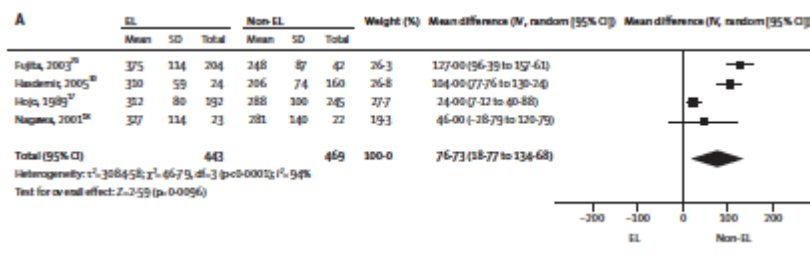 A EL Non-EL Weight (%) Mean difference (IV, random [95% CI]) Mean difference (IV, random [95% CI])
Mean SD Total Mean SD Total
Fujita, 2003 375 114 204 248 87 42 26·3 127·00 (96·39 to 157·61)
Hasdemir, 2005 310 59 24 206 74 160 26·8 104·00 (77·76 to 130·24)
Hojo, 1989 312 80 192 288 100 245 27·7 24·00 (7·12 to 40·88)
Nagawa, 2001 327 114 23 281 140 22 19·3 46·00 (–28·79 to 120·79)
Total (95% CI) 443 469 100·0 76·73 (18·77 to 134·68)
Heterogeneity: τ²=3084·58; χ²=46·79, df=3 (p<0·0001); I²=94%
Test for overall effect: Z=2·59 (p=0·0096)
–200 –100 0 100 200
EL Non-EL